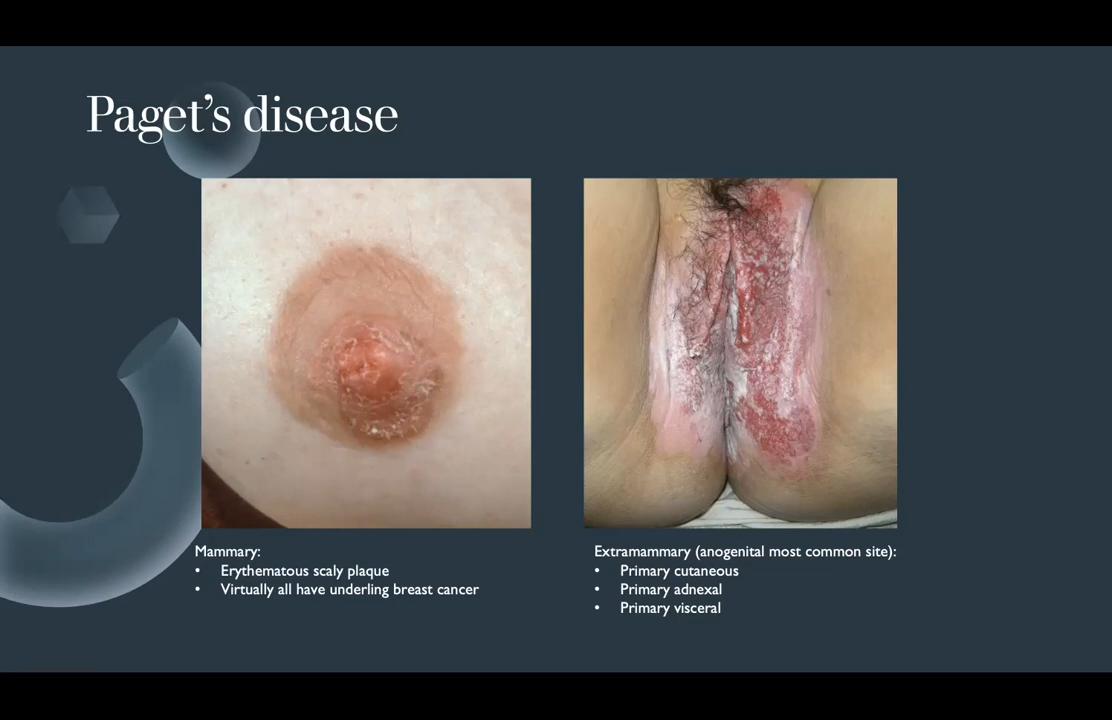 Paget's disease
Mammary:
• Erythematous scaly plaque
• Virtually all have underling breast cancer
Extramammary (anogenital most common site):
• Primary cutaneous
• Primary adnexal
• Primary visceral